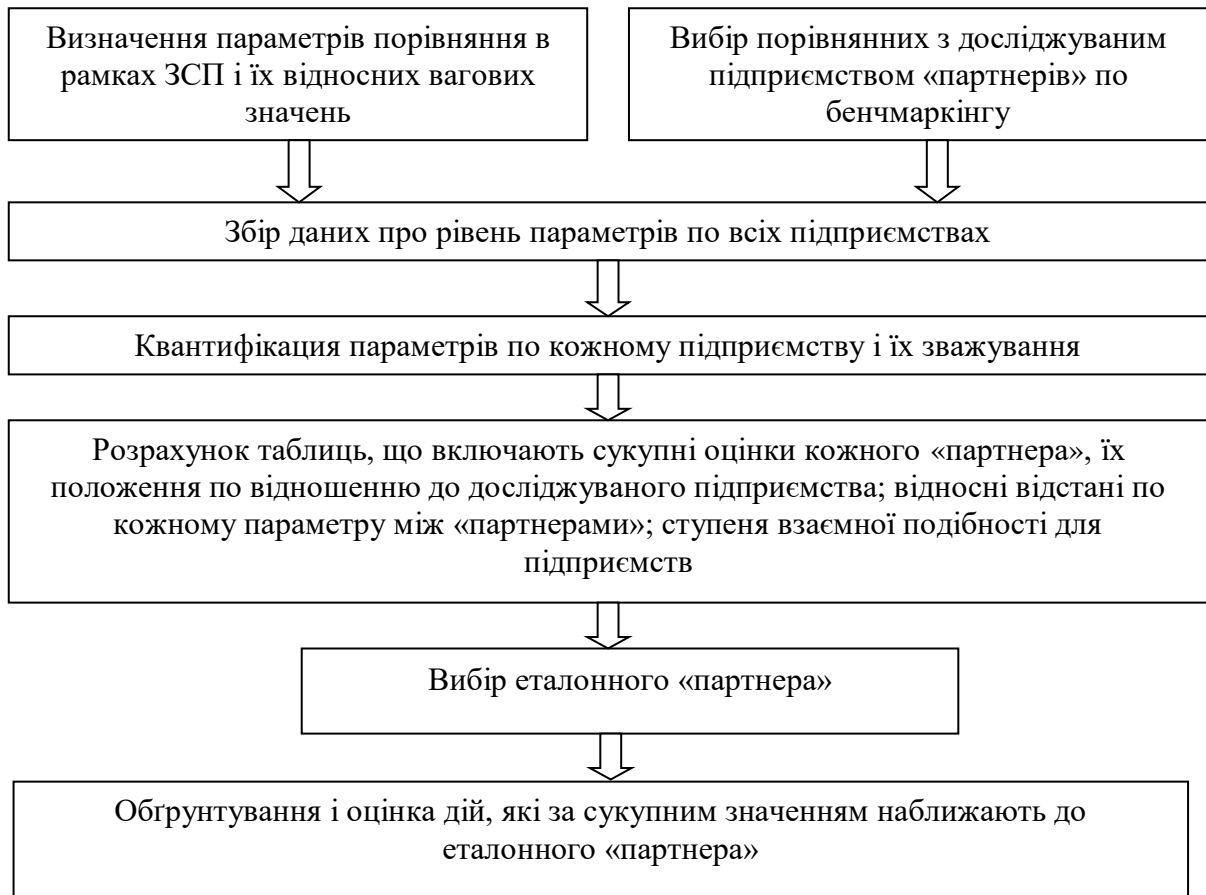 Визначення параметрів порівняння в
рамках ЗСП і їх відносних вагових
значень
Вибір порівнянних з досліджуваним
підприємством «партнерів» по
бенчмаркінгу
Збір даних про рівень параметрів по всіх підприємствах
Квантифікация параметрів по кожному підприємству і їх зважування
Розрахунок таблиць, що включають сукупні оцінки кожного «партнера», їх
положення по відношенню до досліджуваного підприємства; відносні відстані по
кожному параметру між «партнерами»; ступеня взаємної подібності для
підприємств
Вибір еталонного «партнера»
Обґрунтування і оцінка дій, які за сукупним значенням наближають до
еталонного «партнера»